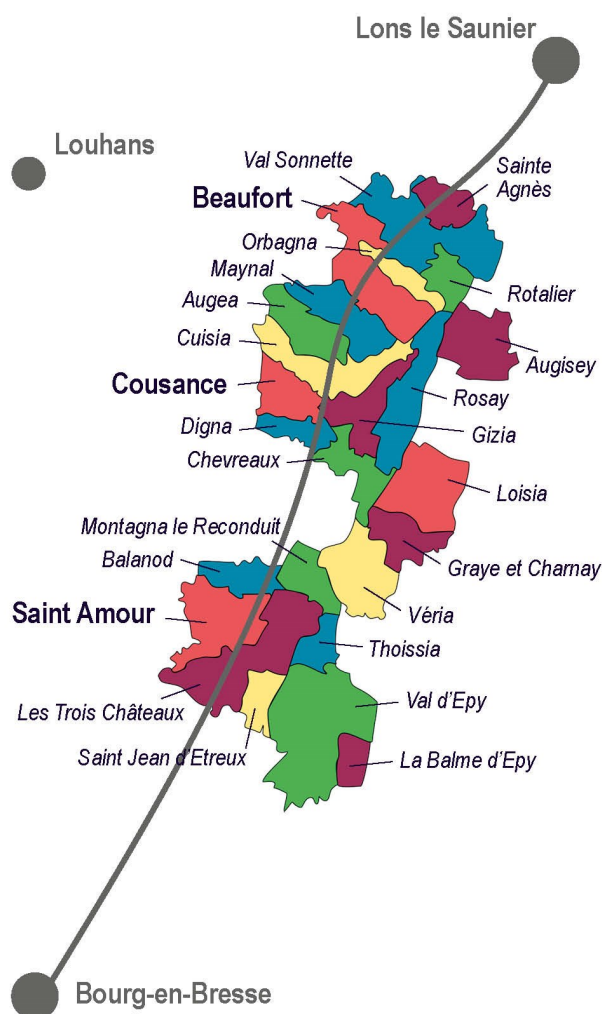 Lons le Saunier
Louhans
Val Sonnette
Sainte
Agnès
Beaufort
Orbagna
Maynal
Rotalier
Augea
Cuisia
Augisey
Cousance
Rosay
Digna
Gizia
Chevreaux
Loisia
Montagna le Reconduit
Balanod
Graye et Charnay
Saint Amour
Véria
Thoissia
Les Trois Châteaux
Val d'Epy
Saint Jean d'Etreux
La Balme d'Epy
Bourg-en-Bresse